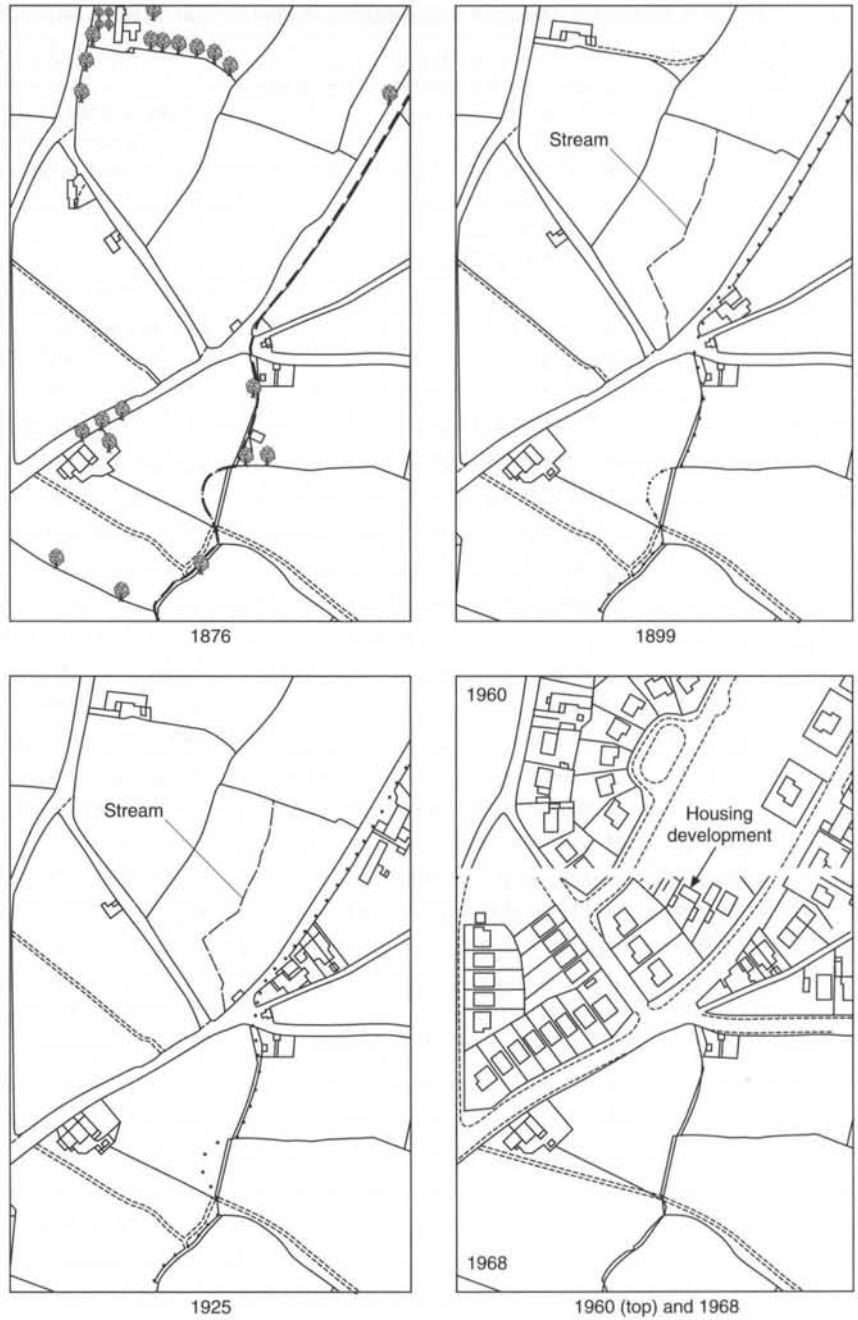 Stream
1876
1899
Stream
1960
Housing
development
1968
1925
1960 (top) and 1968